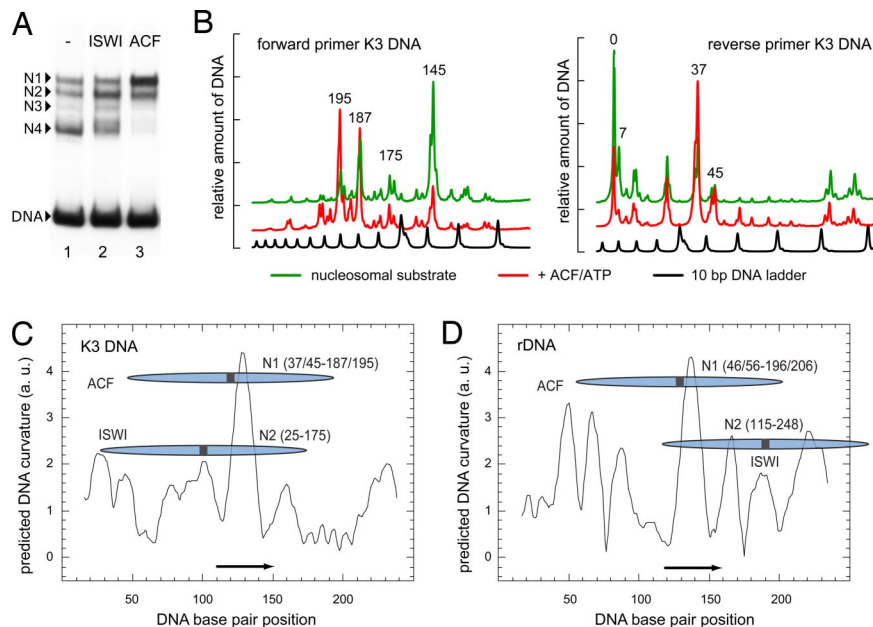 A
- ISWI ACF
N1
N2
N3
N4
DNA
1 2 3
B
forward primer K3 DNA
relative amount of DNA
195
187
175
145
reverse primer K3 DNA
relative amount of DNA
0
7
37
45
nucleosomal substrate + ACF/ATP 10 bp DNA ladder
C
K3 DNA
predicted DNA curvature (a. u.)
4
3
2
1
0
N1 (37/45-187/195)
ACF
ISWI
N2 (25-175)
50 100 150 200
DNA base pair position
D
rDNA
predicted DNA curvature (a. u.)
4
3
2
1
0
N1 (46/56-196/206)
ACF
N2 (115-248)
ISWI
50 100 150 200
DNA base pair position